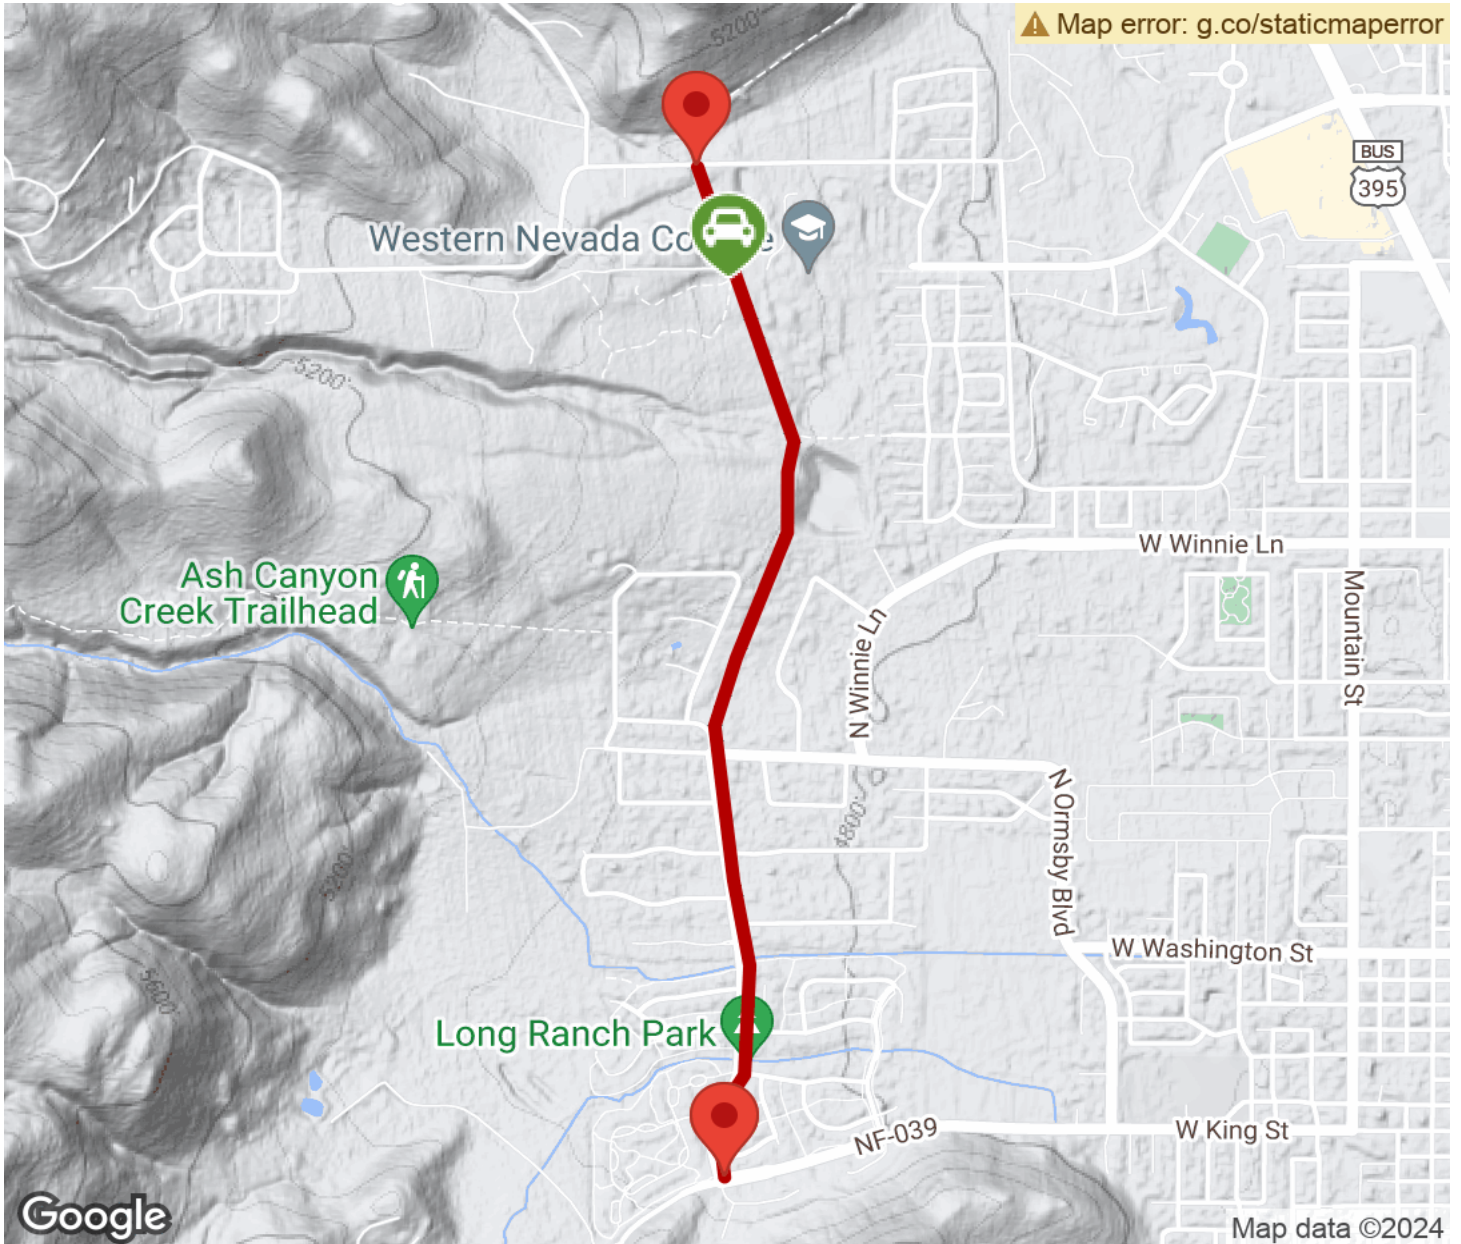 5200'
Map error: g.co/staticmaperror
BUS
395
Western Nevada Co e
5200'
W Winnie Ln
Ash Canyon
Creek Trailhead
Mountain St
N Winnie Ln
N Ormsby Blvd
4800'
5200'
W Washington St
5600'
Long Ranch Park
NF-039
W King St
Google
Map data ©2024